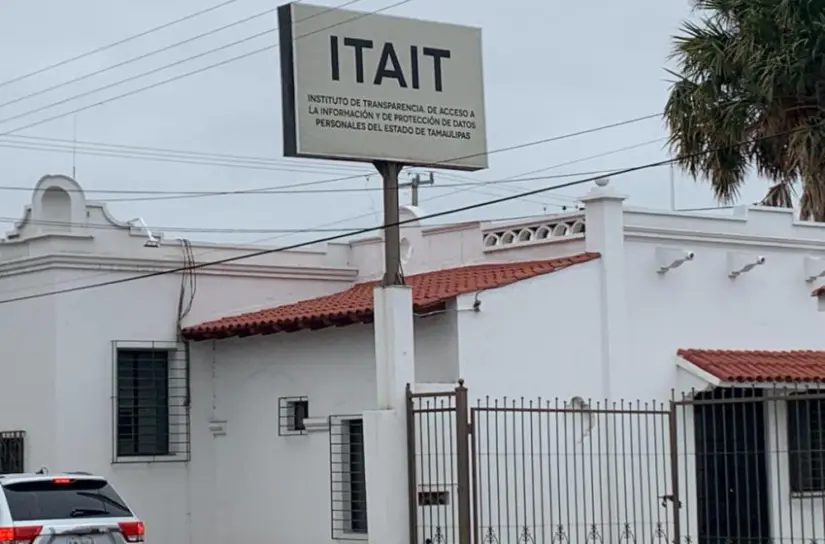 ITAIT
INSTITUTO DE TRANSPARENCIA, DE ACCESO A
LA INFORMACIÓN Y DE PROTECCIÓN DE DATOS
PERSONALES DEL ESTADO DE TAMAULIPAS